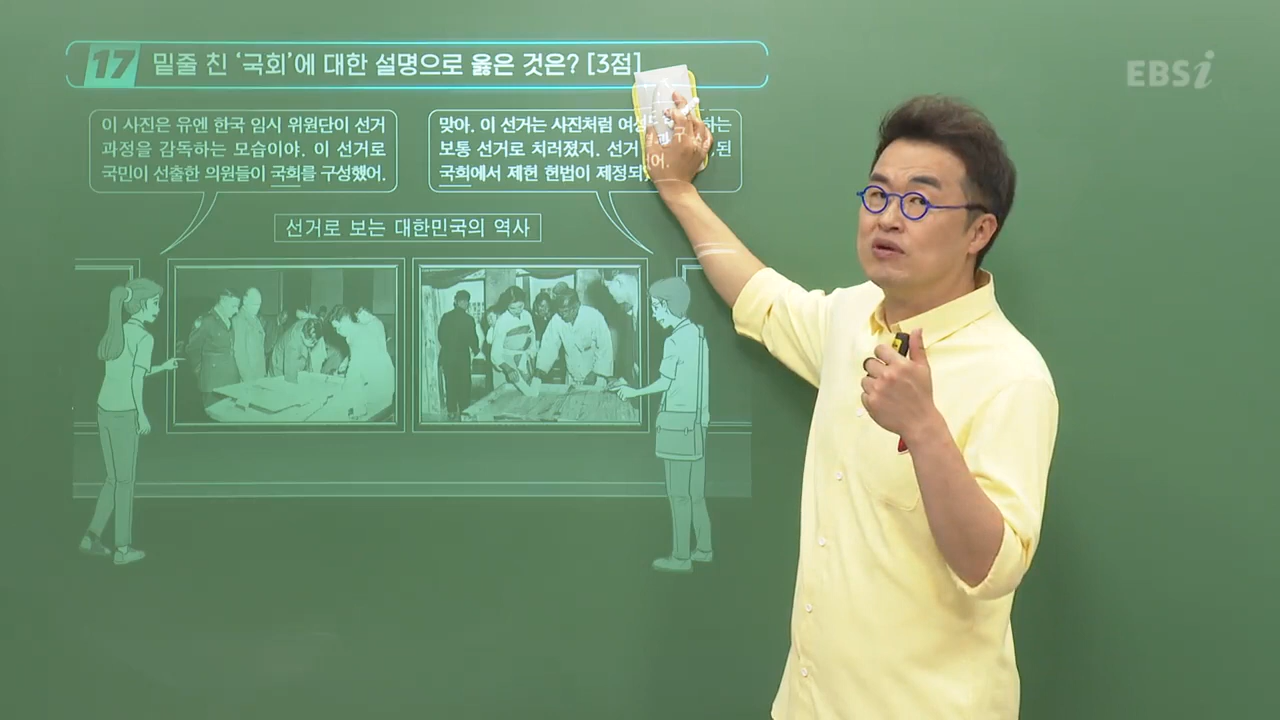 17 밑줄 친 '국회'에 대한 설명으로 옳은 것은? [3점]
EBSi
이 사진은 유엔 한국 임시 위원단이 선거
과정을 감독하는 모습이야. 이 선거로
국민이 선출한 의원들이 국회를 구성했어.
맞아. 이 선거는 사진처럼 여성도 하는
보통 선거로 치러졌지. 선거 된
국회에서 제헌 헌법이 제정되어.
선거로 보는 대한민국의 역사